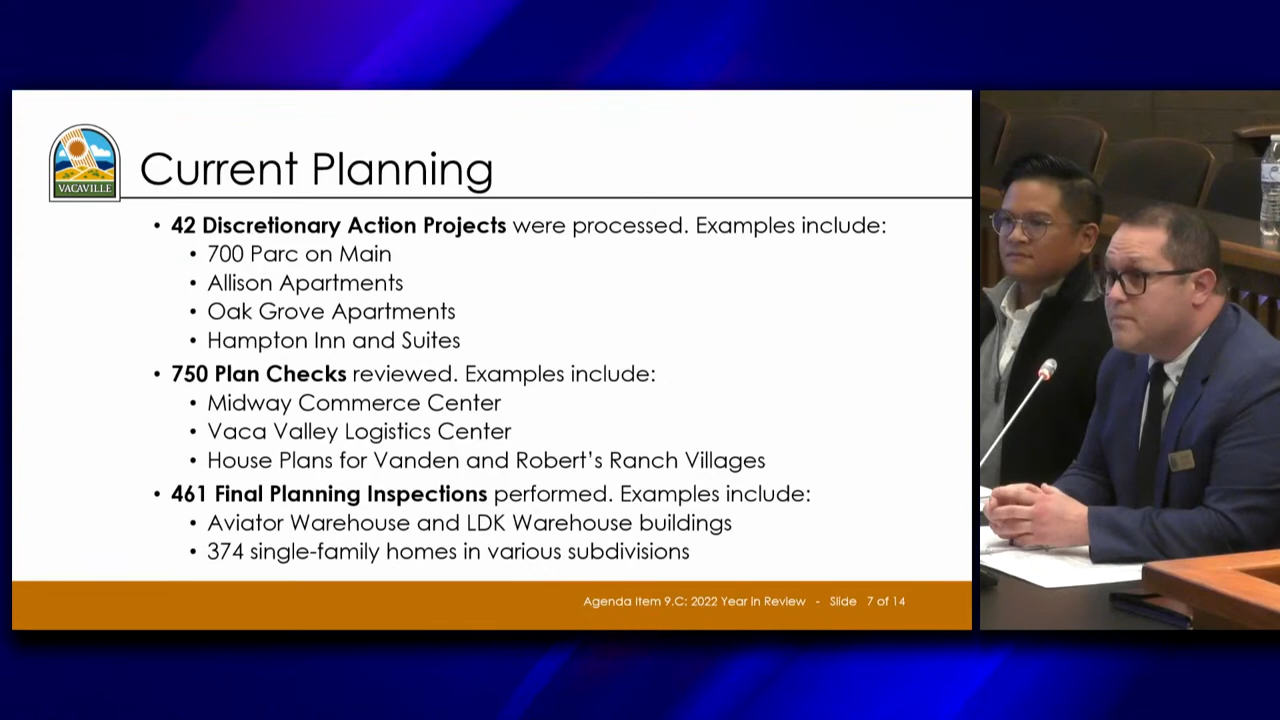 VACAVILLE
Current Planning
• 42 Discretionary Action Projects were processed. Examples include:
• 700 Parc on Main
• Allison Apartments
• Oak Grove Apartments
• Hampton Inn and Suites
• 750 Plan Checks reviewed. Examples include:
• Midway Commerce Center
• Vaca Valley Logistics Center
• House Plans for Vanden and Robert's Ranch Villages
• 461 Final Planning Inspections performed. Examples include:
• Aviator Warehouse and LDK Warehouse buildings
• 374 single-family homes in various subdivisions
Agenda Item 9.C: 2022 Year in Review - Slide 7 of 14